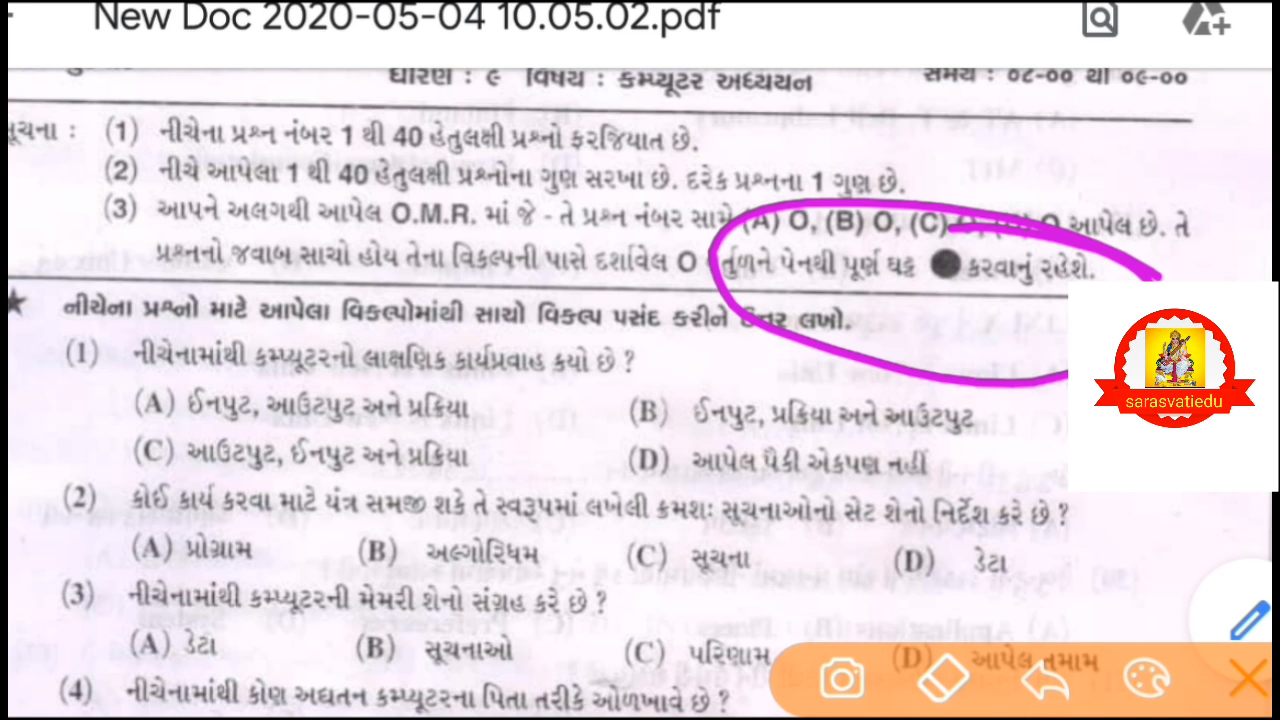 New Doc 2020-05-04 10.05.02.pdf
ધોરણ : ૯ વિષય : કમ્પ્યૂટર અધ્યયન સમય : ૦૮-૦૦ થી ૦૯-૦૦
સૂચના : (1) નીચેના પ્રશ્ન નંબર 1 થી 40 હેતુલક્ષી પ્રશ્નો ફરજિયાત છે.
(2) નીચે આપેલા 1 થી 40 હેતુલક્ષી પ્રશ્નોના ગુણ સરખા છે. દરેક પ્રશ્નના 1 ગુણ છે.
(3) આપને અલગથી આપેલ O.M.R. માં જે - તે પ્રશ્ન નંબર સામે (A) O, (B) O, (C) O આપેલ છે. તે
પ્રશ્નનો જવાબ સાચો હોય તેના વિકલ્પની પાસે દર્શાવેલ O પેનથી પૂર્ણ ઘટ્ટ ● કરવાનું રહેશે.
★ નીચેના પ્રશ્નો માટે આપેલા વિકલ્પોમાંથી સાચો વિકલ્પ પસંદ કરીને ઉત્તર લખો.
(1) નીચેનામાંથી કમ્પ્યૂટરનો લાક્ષણિક કાર્યપ્રવાહ કયો છે ?
(A) ઈનપુટ, આઉટપુટ અને પ્રક્રિયા (B) ઈનપુટ, પ્રક્રિયા અને આઉટપુટ
(C) આઉટપુટ, ઈનપુટ અને પ્રક્રિયા (D) આપેલ પૈકી એકપણ નહીં
(2) કોઈ કાર્ય કરવા માટે યંત્ર સમજી શકે તે સ્વરૂપમાં લખેલી ક્રમશઃ સૂચનાઓનો સેટ શેનો નિર્દેશ કરે છે ?
(A) પ્રોગ્રામ (B) અલ્ગોરિધમ (C) સૂચના (D) ડેટા
(3) નીચેનામાંથી કમ્પ્યૂટરની મેમરી શેનો સંગ્રહ કરે છે ?
(A) ડેટા (B) સૂચનાઓ (C) પરિણામ (D) આપેલ તમામ
(4) નીચેનામાંથી કોણ અદ્યતન કમ્પ્યૂટરના પિતા તરીકે ઓળખાવે છે ?
sarasvatiedu